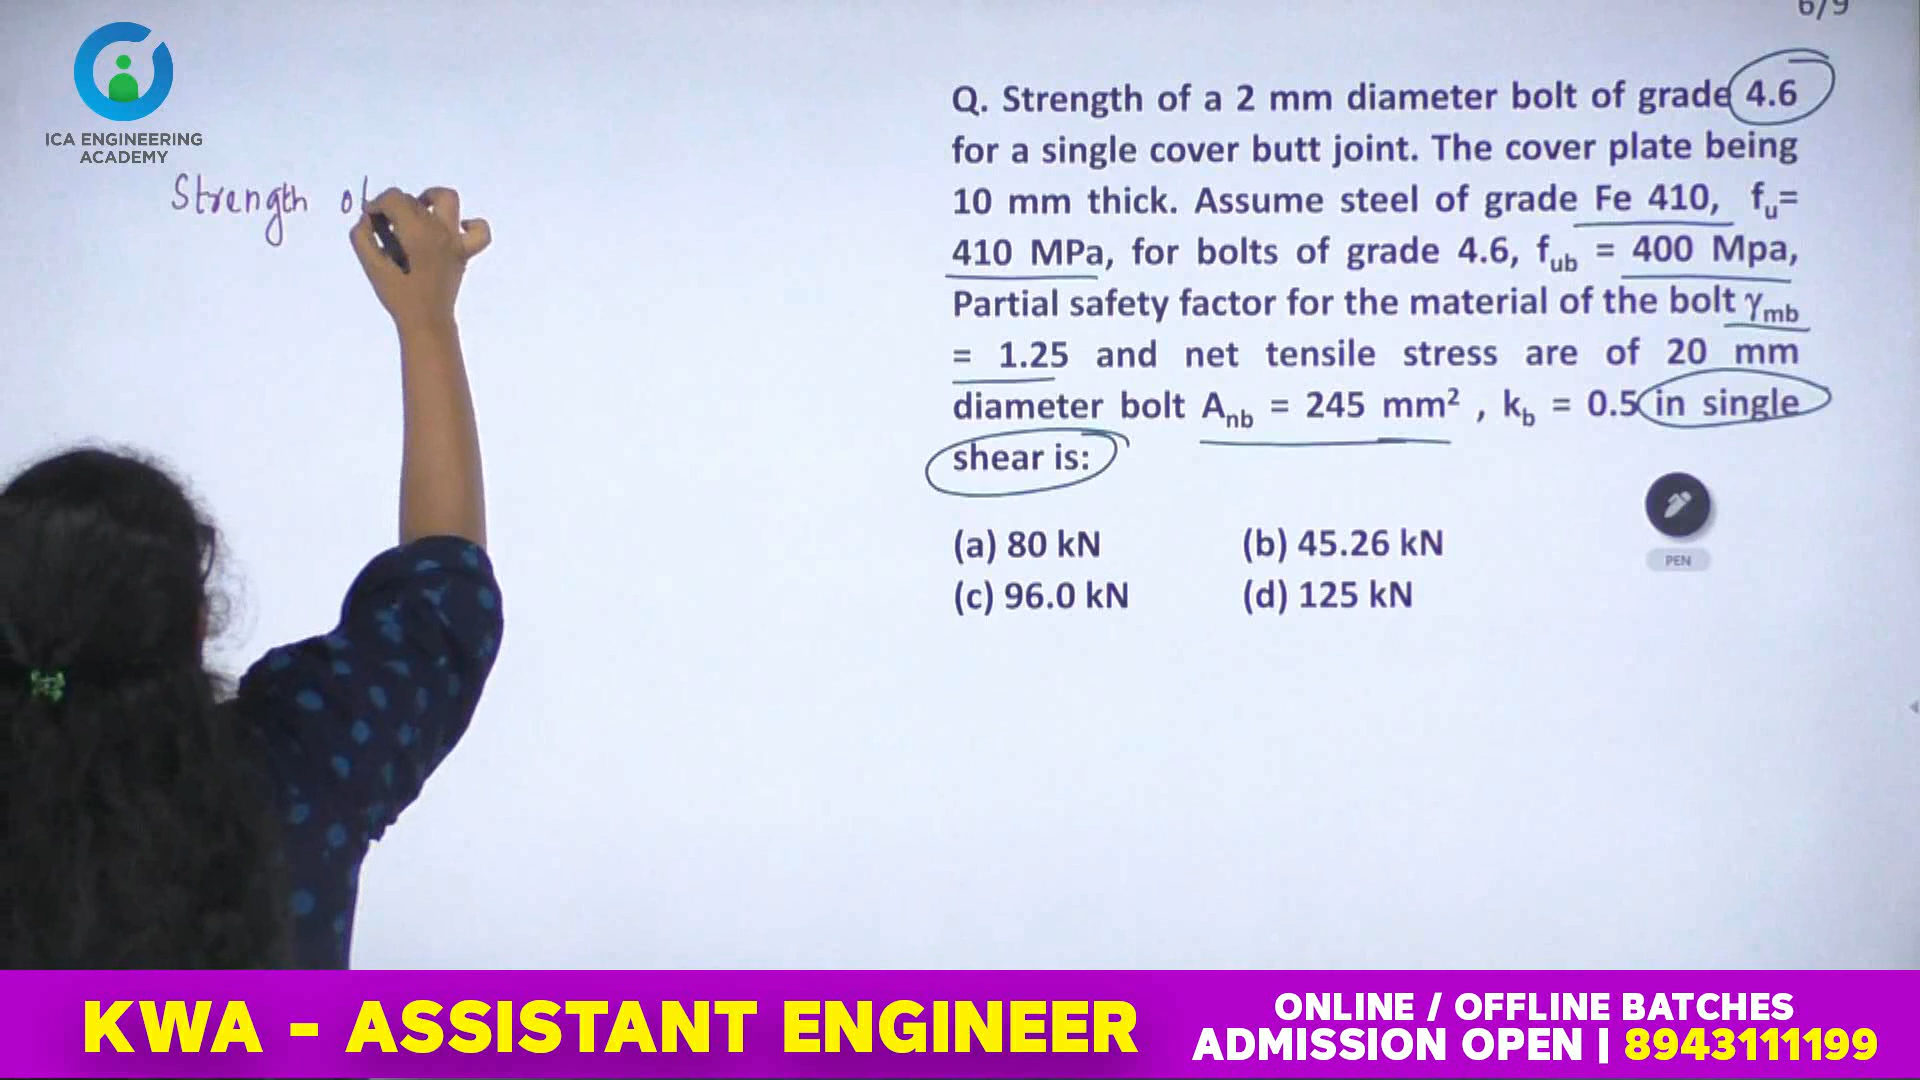 6/9
ICA ENGINEERING
ACADEMY
Strength of
Q. Strength of a 2 mm diameter bolt of grade 4.6
for a single cover butt joint. The cover plate being
10 mm thick. Assume steel of grade Fe 410, fu=
410 MPa, for bolts of grade 4.6, fub = 400 Mpa,
Partial safety factor for the material of the bolt γmb
= 1.25 and net tensile stress are of 20 mm
diameter bolt Anb = 245 mm² , kb = 0.5 in single
shear is:
(a) 80 kN (b) 45.26 kN
(c) 96.0 kN (d) 125 kN
PEN
KWA - ASSISTANT ENGINEER
ONLINE / OFFLINE BATCHES
ADMISSION OPEN | 8943111199